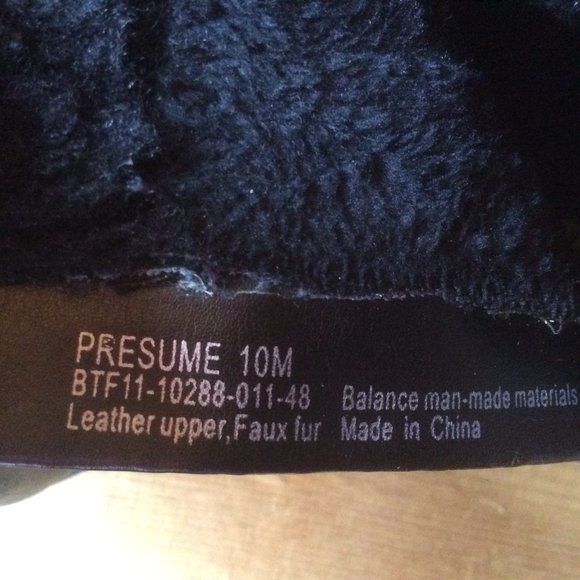 PRESUME 10M
BTF11-10288-011-48 Balance man-made materials
Leather upper, Faux fur Made in China